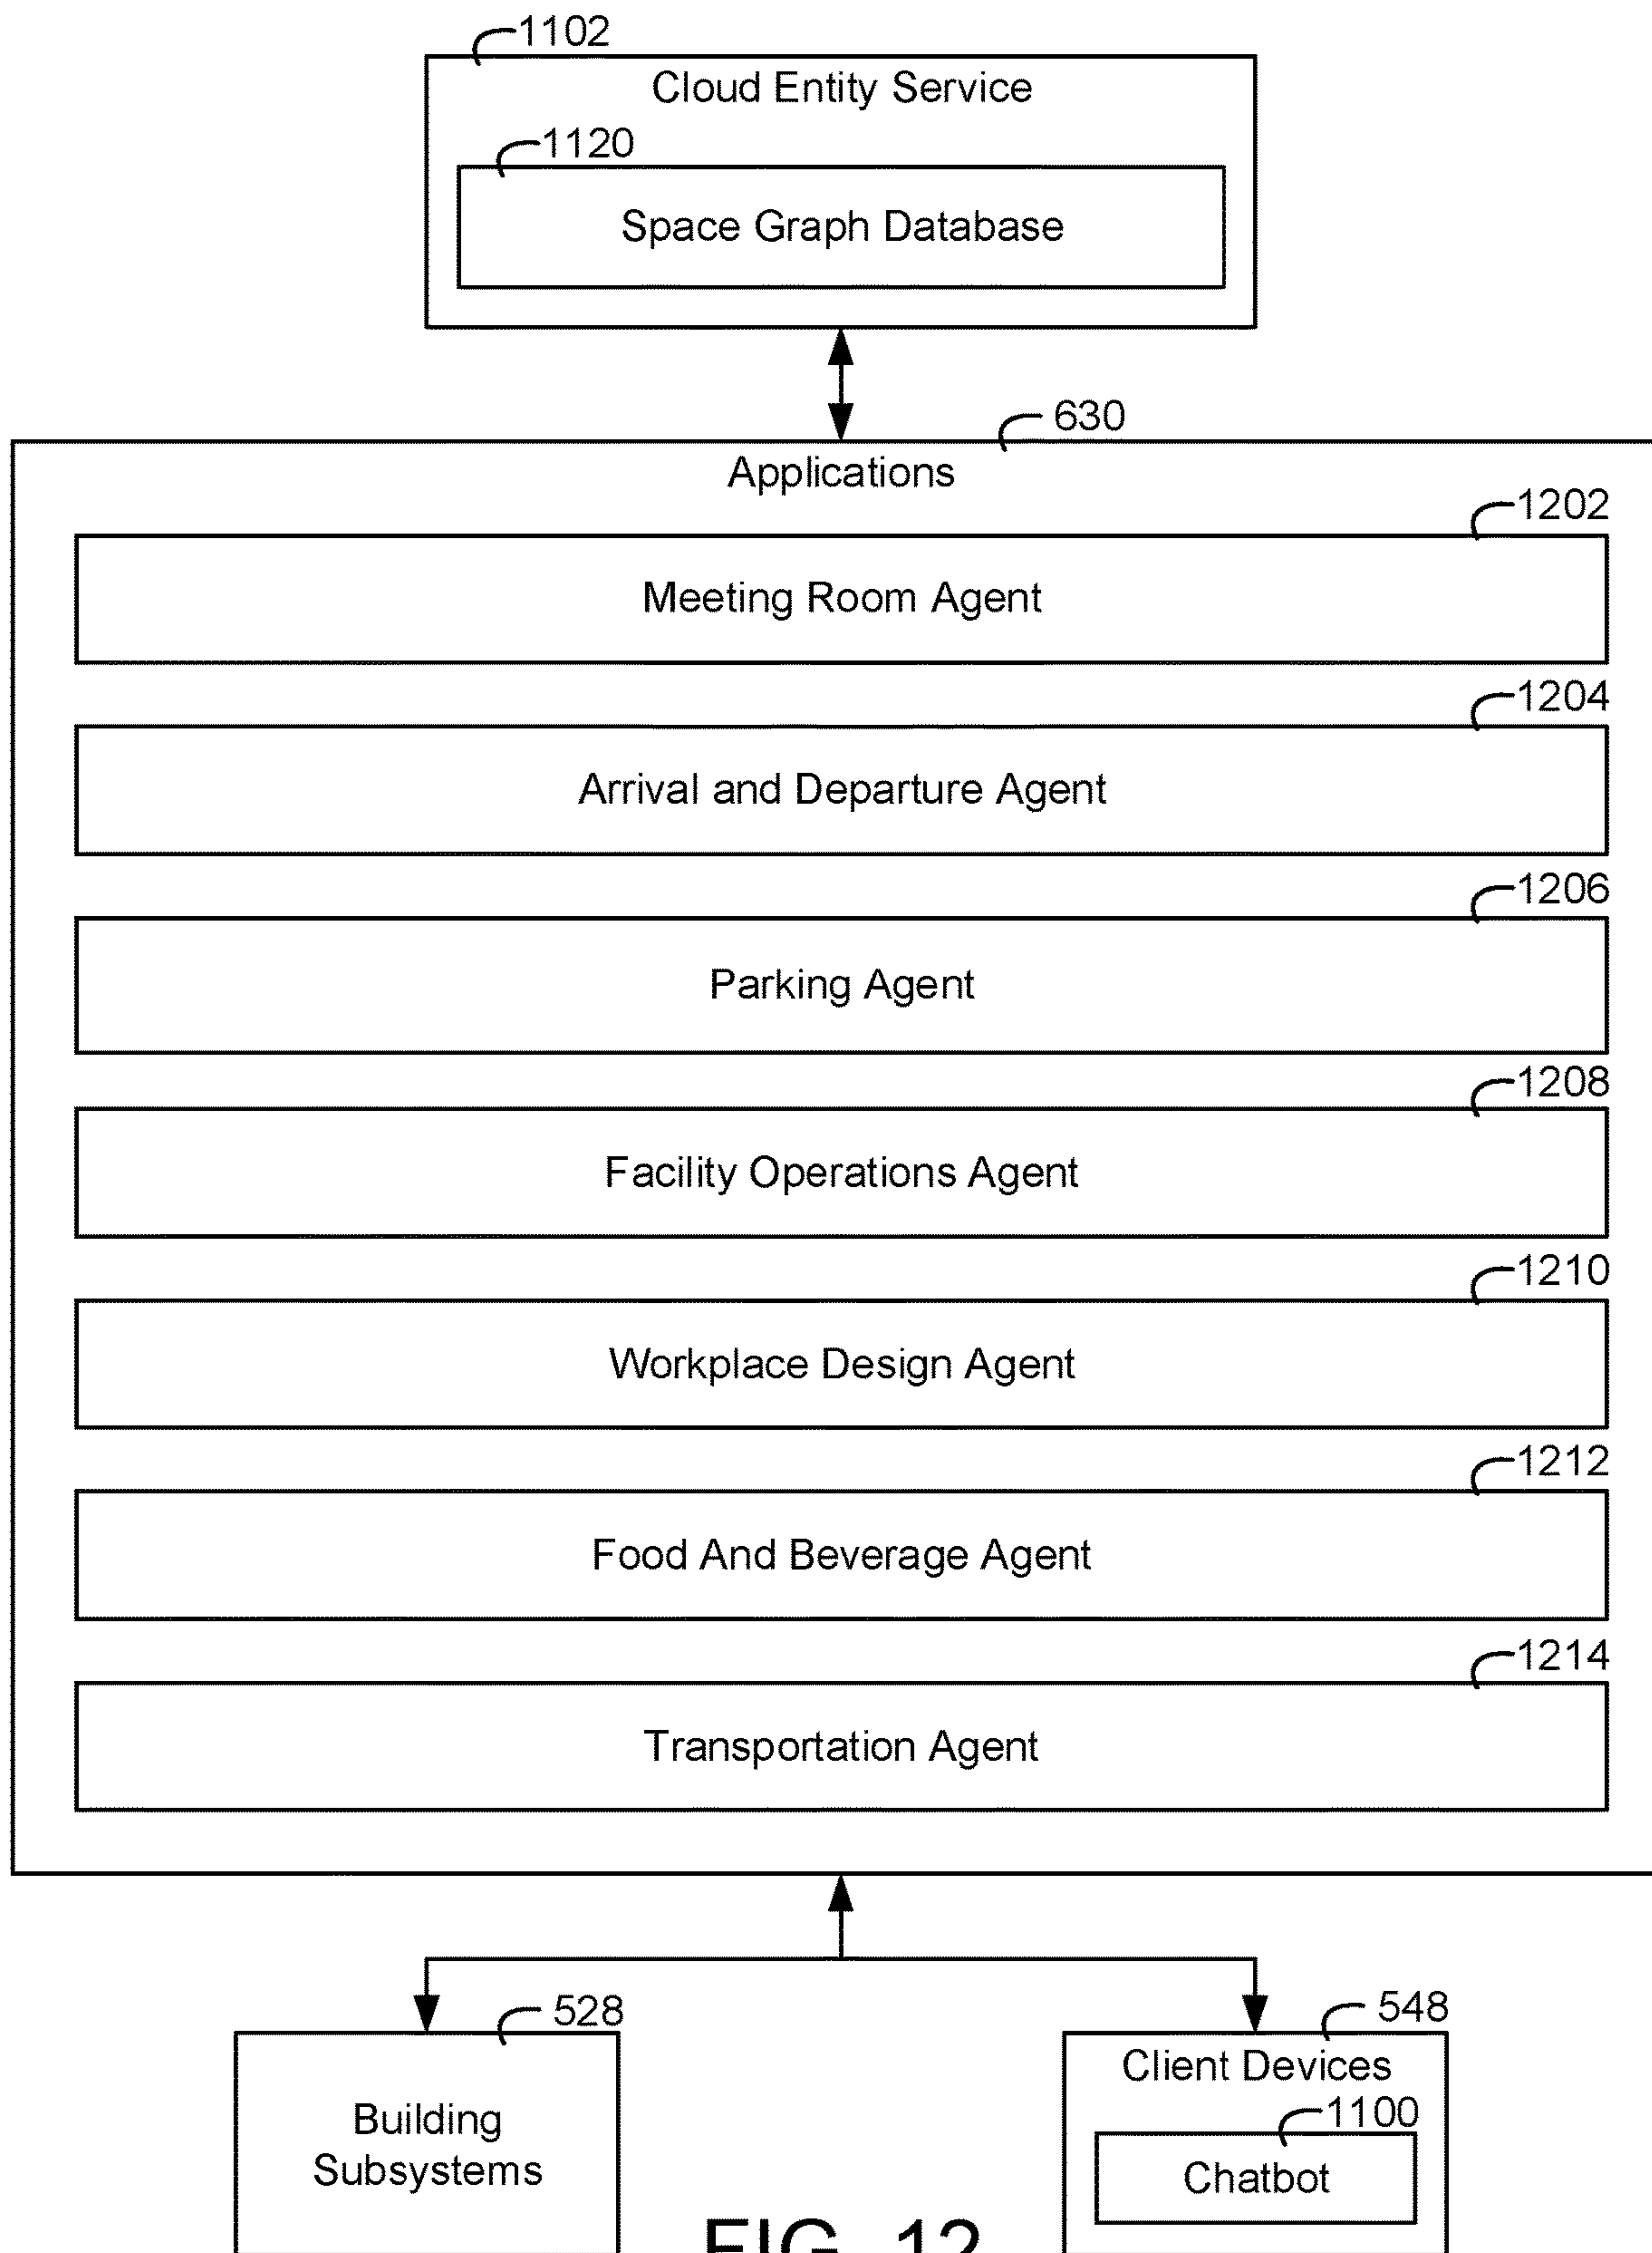 1102
Cloud Entity Service
1120
Space Graph Database
630
Applications
1202
Meeting Room Agent
1204
Arrival and Departure Agent
1206
Parking Agent
1208
Facility Operations Agent
1210
Workplace Design Agent
1212
Food And Beverage Agent
1214
Transportation Agent
528
Building
Subsystems
548
Client Devices
1100
Chatbot
FIG. 12